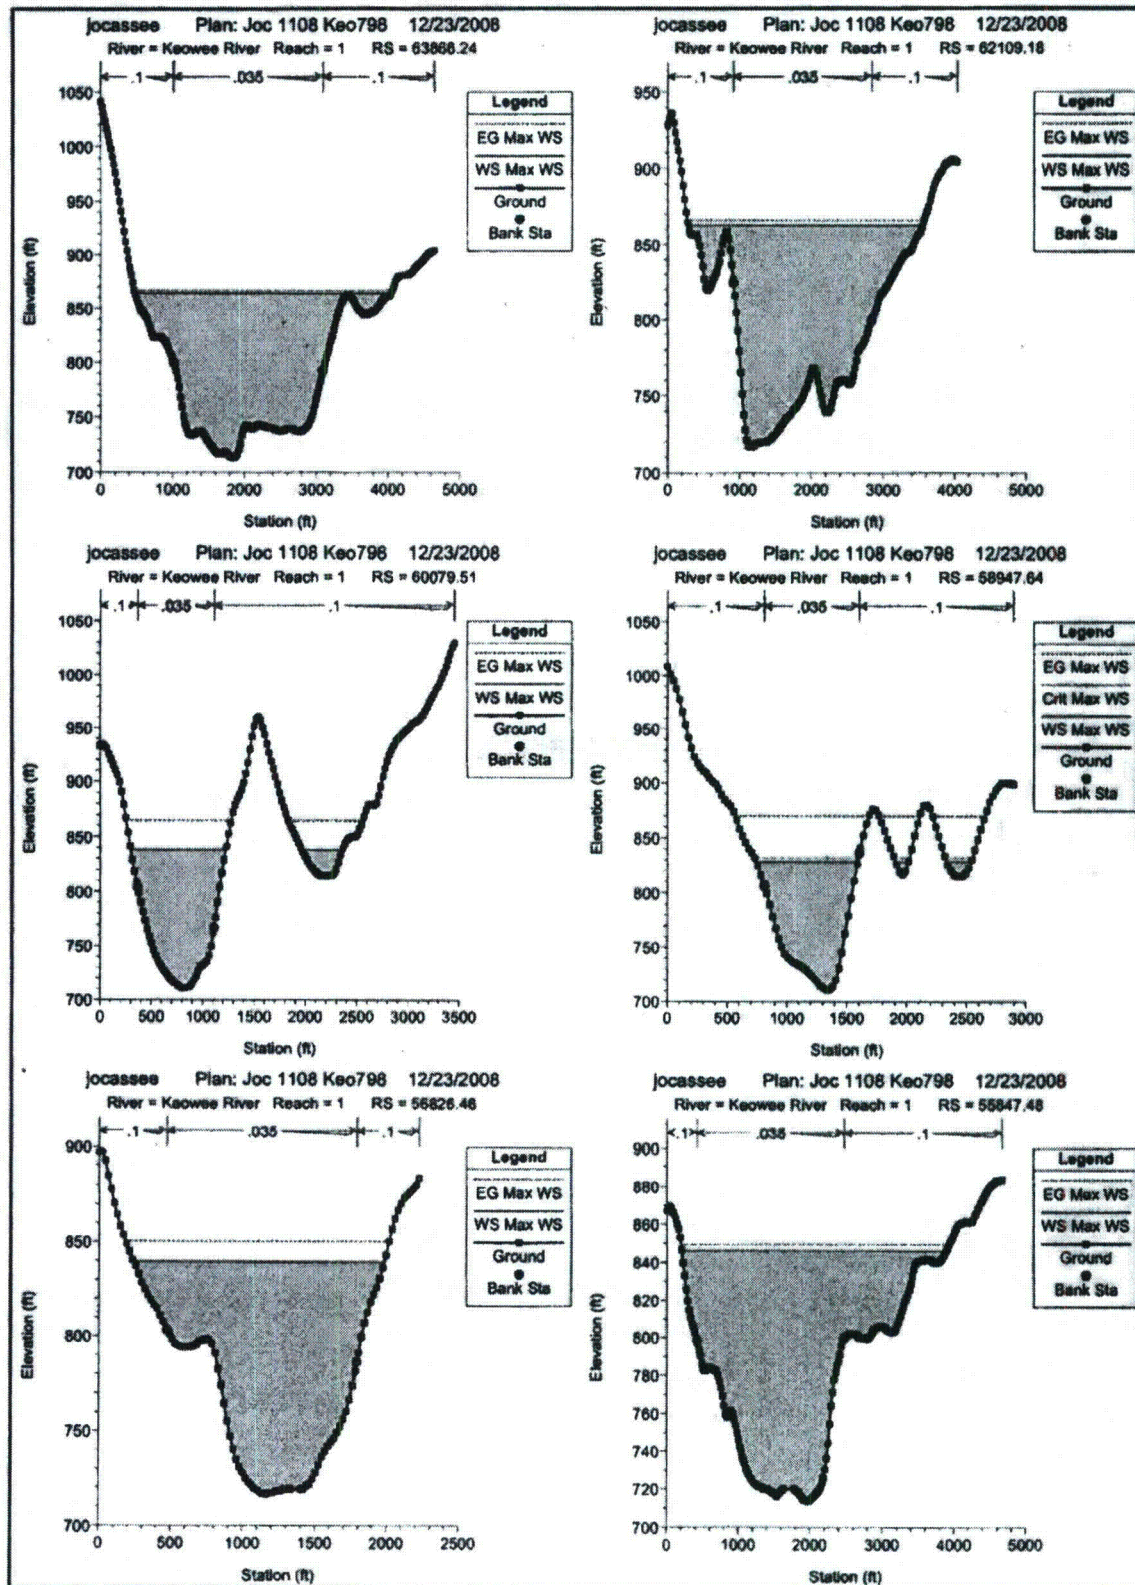 jocassee Plan: Joc 1108 Keo798 12/23/2008
River = Keowee River Reach = 1 RS = 63868.24
.1 .035 .1
Legend
EG Max WS
WS Max WS
Ground
Bank Sta
Elevation (ft)
1050
1000
950
900
850
800
750
700
0 1000 2000 3000 4000 5000
Station (ft)
jocassee Plan: Joc 1108 Keo798 12/23/2008
River = Keowee River Reach = 1 RS = 62109.18
.1 .035 .1
Legend
EG Max WS
WS Max WS
Ground
Bank Sta
Elevation (ft)
950
900
850
800
750
700
0 1000 2000 3000 4000 5000
Station (ft)
jocassee Plan: Joc 1108 Keo798 12/23/2008
River = Keowee River Reach = 1 RS = 60079.51
.1 .035 .1
Legend
EG Max WS
WS Max WS
Ground
Bank Sta
Elevation (ft)
1050
1000
950
900
850
800
750
700
0 500 1000 1500 2000 2500 3000 3500
Station (ft)
jocassee Plan: Joc 1108 Keo798 12/23/2008
River = Keowee River Reach = 1 RS = 58947.64
.1 .035 .1
Legend
EG Max WS
Crit Max WS
WS Max WS
Ground
Bank Sta
Elevation (ft)
1050
1000
950
900
850
800
750
700
0 500 1000 1500 2000 2500 3000
Station (ft)
jocassee Plan: Joc 1108 Keo798 12/23/2008
River = Keowee River Reach = 1 RS = 56826.46
.1 .035 .1
Legend
EG Max WS
WS Max WS
Ground
Bank Sta
Elevation (ft)
900
850
800
750
700
0 500 1000 1500 2000 2500
Station (ft)
jocassee Plan: Joc 1108 Keo798 12/23/2008
River = Keowee River Reach = 1 RS = 55847.48
.1 .035 .1
Legend
EG Max WS
WS Max WS
Ground
Bank Sta
Elevation (ft)
900
880
860
840
820
800
780
760
740
720
700
0 1000 2000 3000 4000 5000
Station (ft)